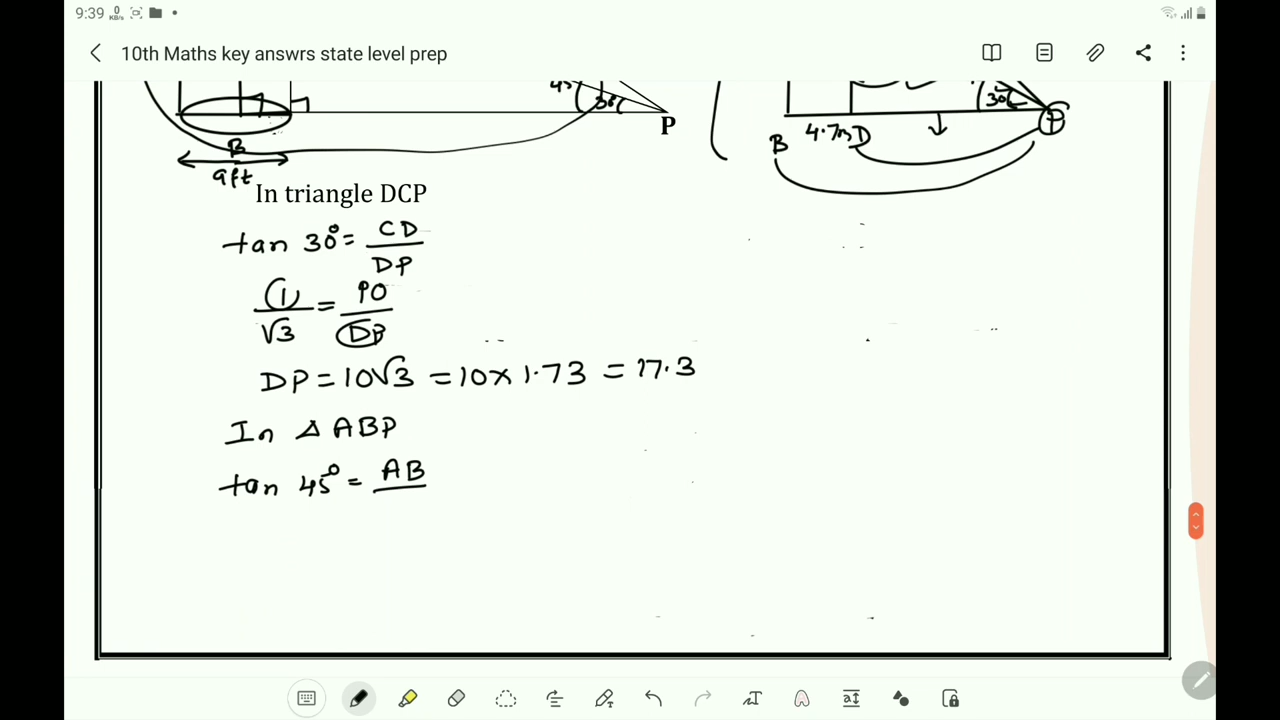 9:39 0 KB/s
10th Maths key answrs state level prep
45 30° P
30°
B 9ft
B 4.7m D P
In triangle DCP
tan 30° = CD / DP
1 / √3 = 10 / DP
DP = 10√3 = 10 × 1.73 = 17.3
In Δ ABP
tan 45° = AB